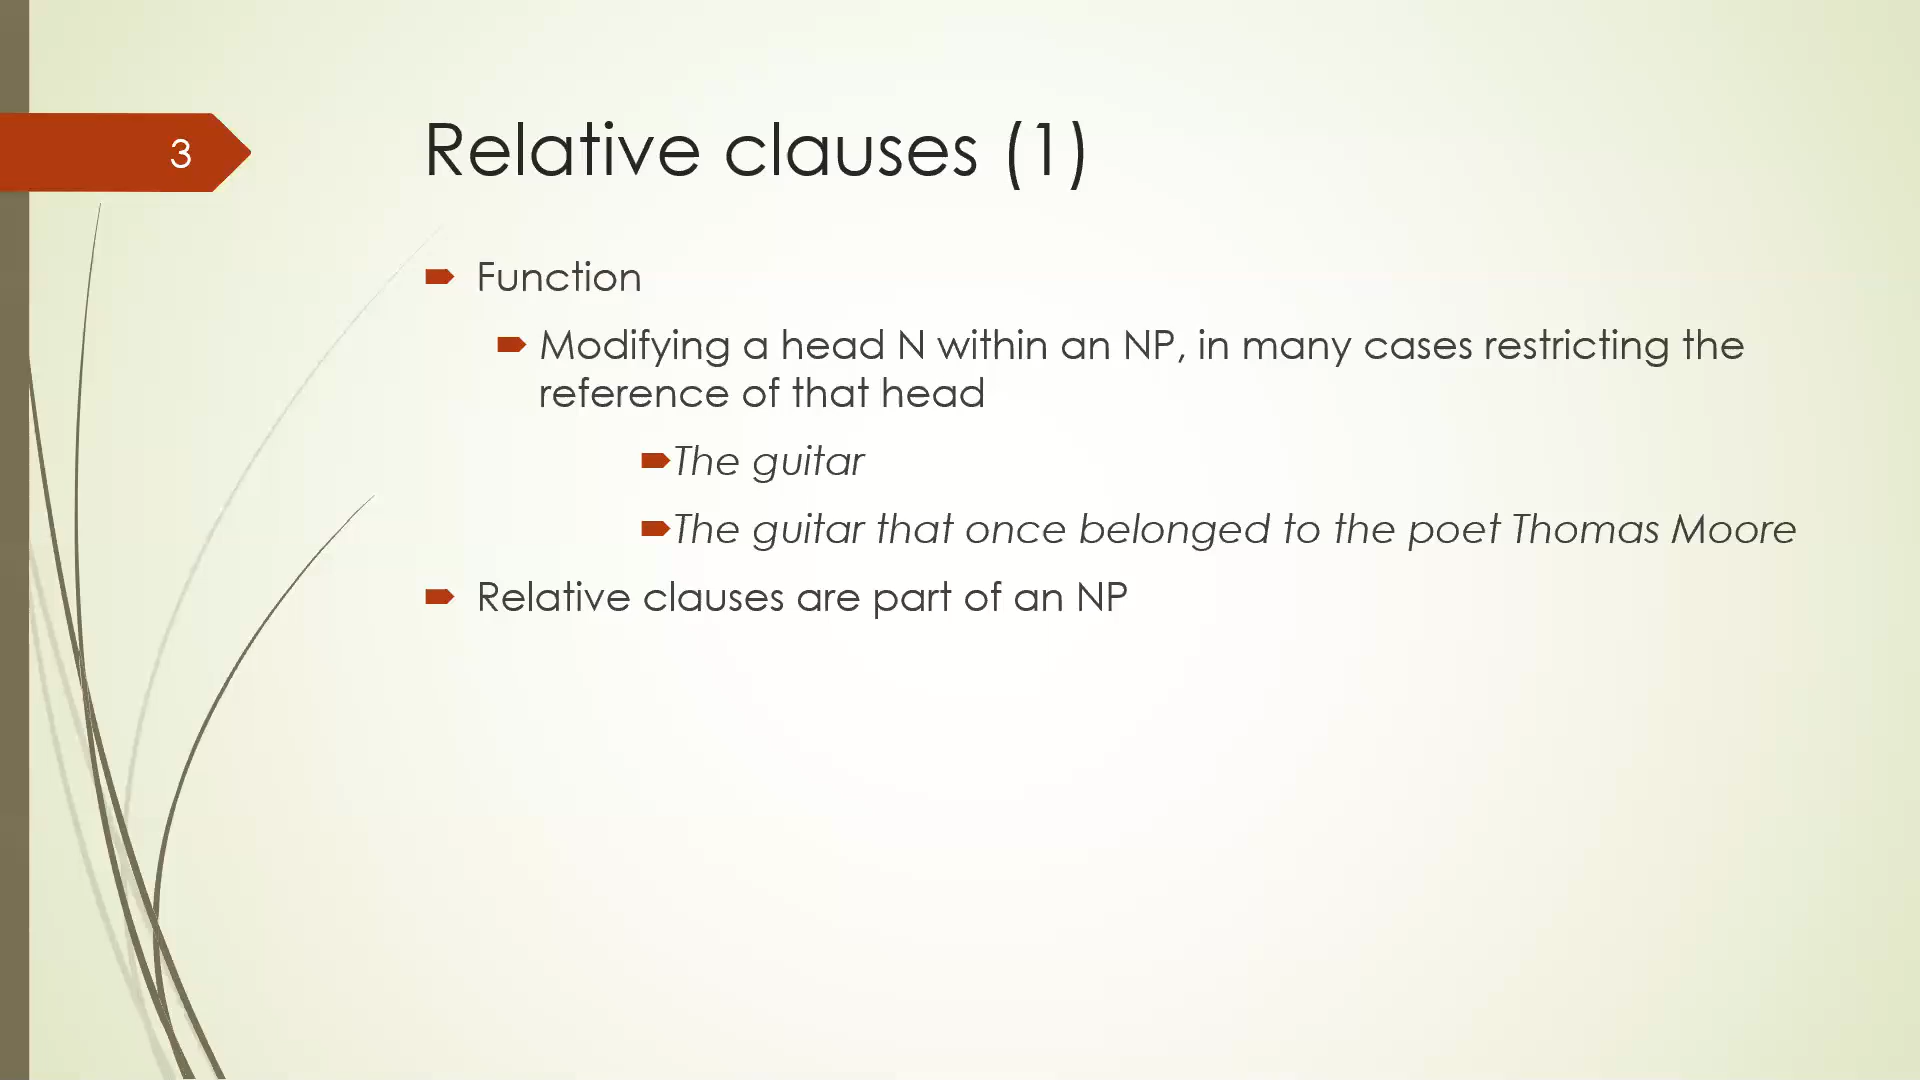 3
Relative clauses (1)
Function
Modifying a head N within an NP, in many cases restricting the
reference of that head
The guitar
The guitar that once belonged to the poet Thomas Moore
Relative clauses are part of an NP